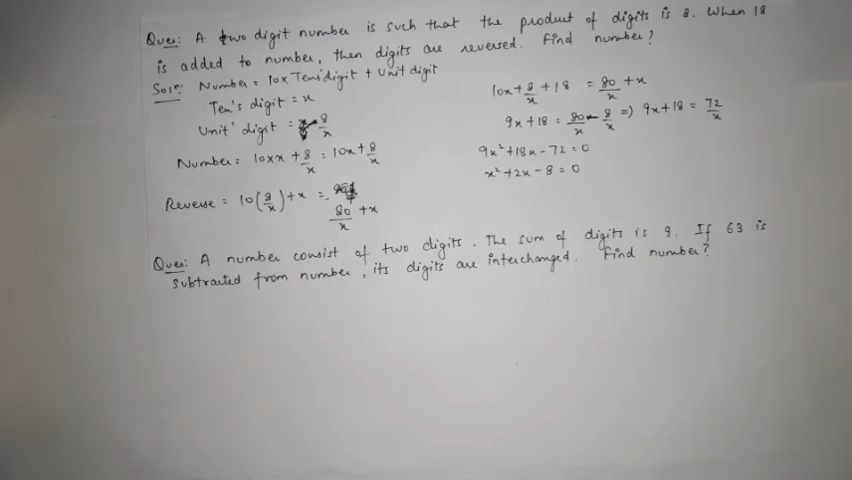 Ques: A two digit number is such that the product of digits is 8. When 18
is added to number, then digits are reversed. Find number?
Soln: Number = 10x Tens' digit + Unit digit
Ten's digit = x
Unit' digit = 8/x
Number = 10xx + 8/x = 10x + 8/x
Reverse = 10(8/x) + x =
80/x + x
10x + 8/x + 18 = 80/x + x
9x + 18 = 80/x - 8/x => 9x + 18 = 72/x
9x² + 18x - 72 = 0
x² + 2x - 8 = 0
Ques: A number consist of two digits. The sum of digits is 9. If 63 is
subtracted from number, its digits are interchanged. Find number?